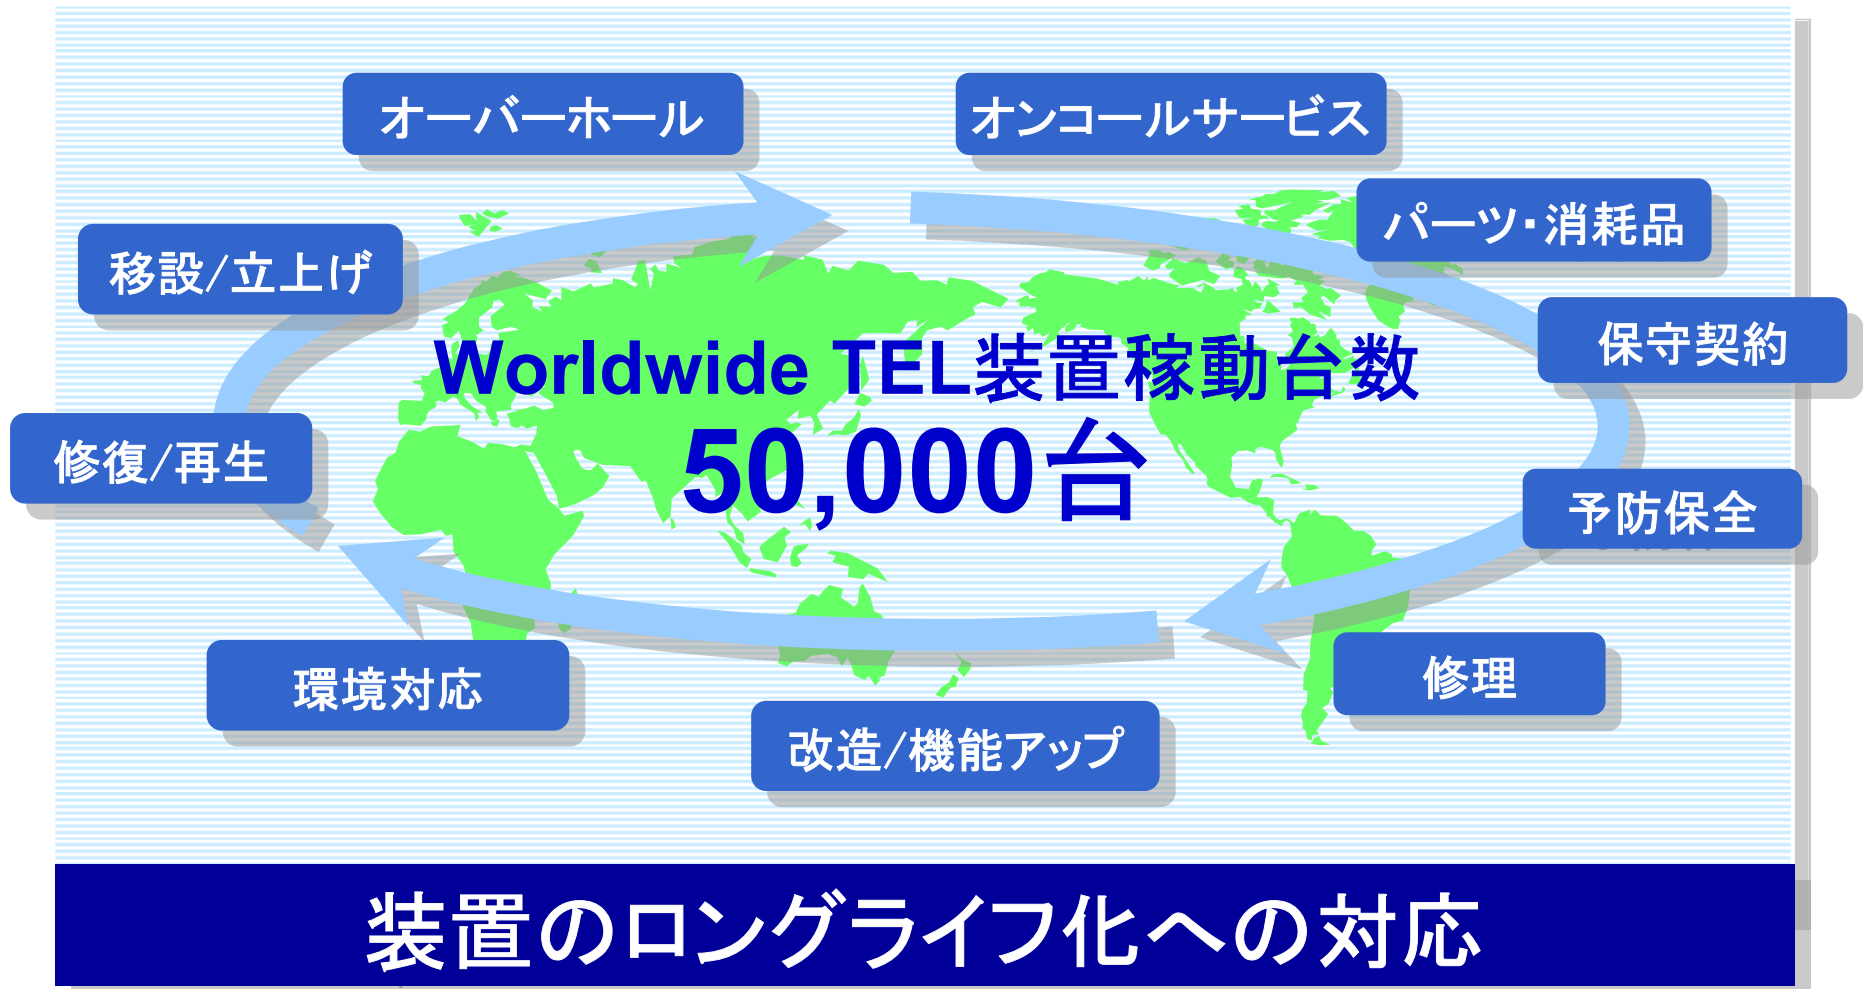 オーバーホール
オンコールサービス
パーツ・消耗品
移設/立上げ
保守契約
Worldwide TEL装置稼動台数
50,000台
修復/再生
予防保全
環境対応
修理
改造/機能アップ
装置のロングライフ化への対応